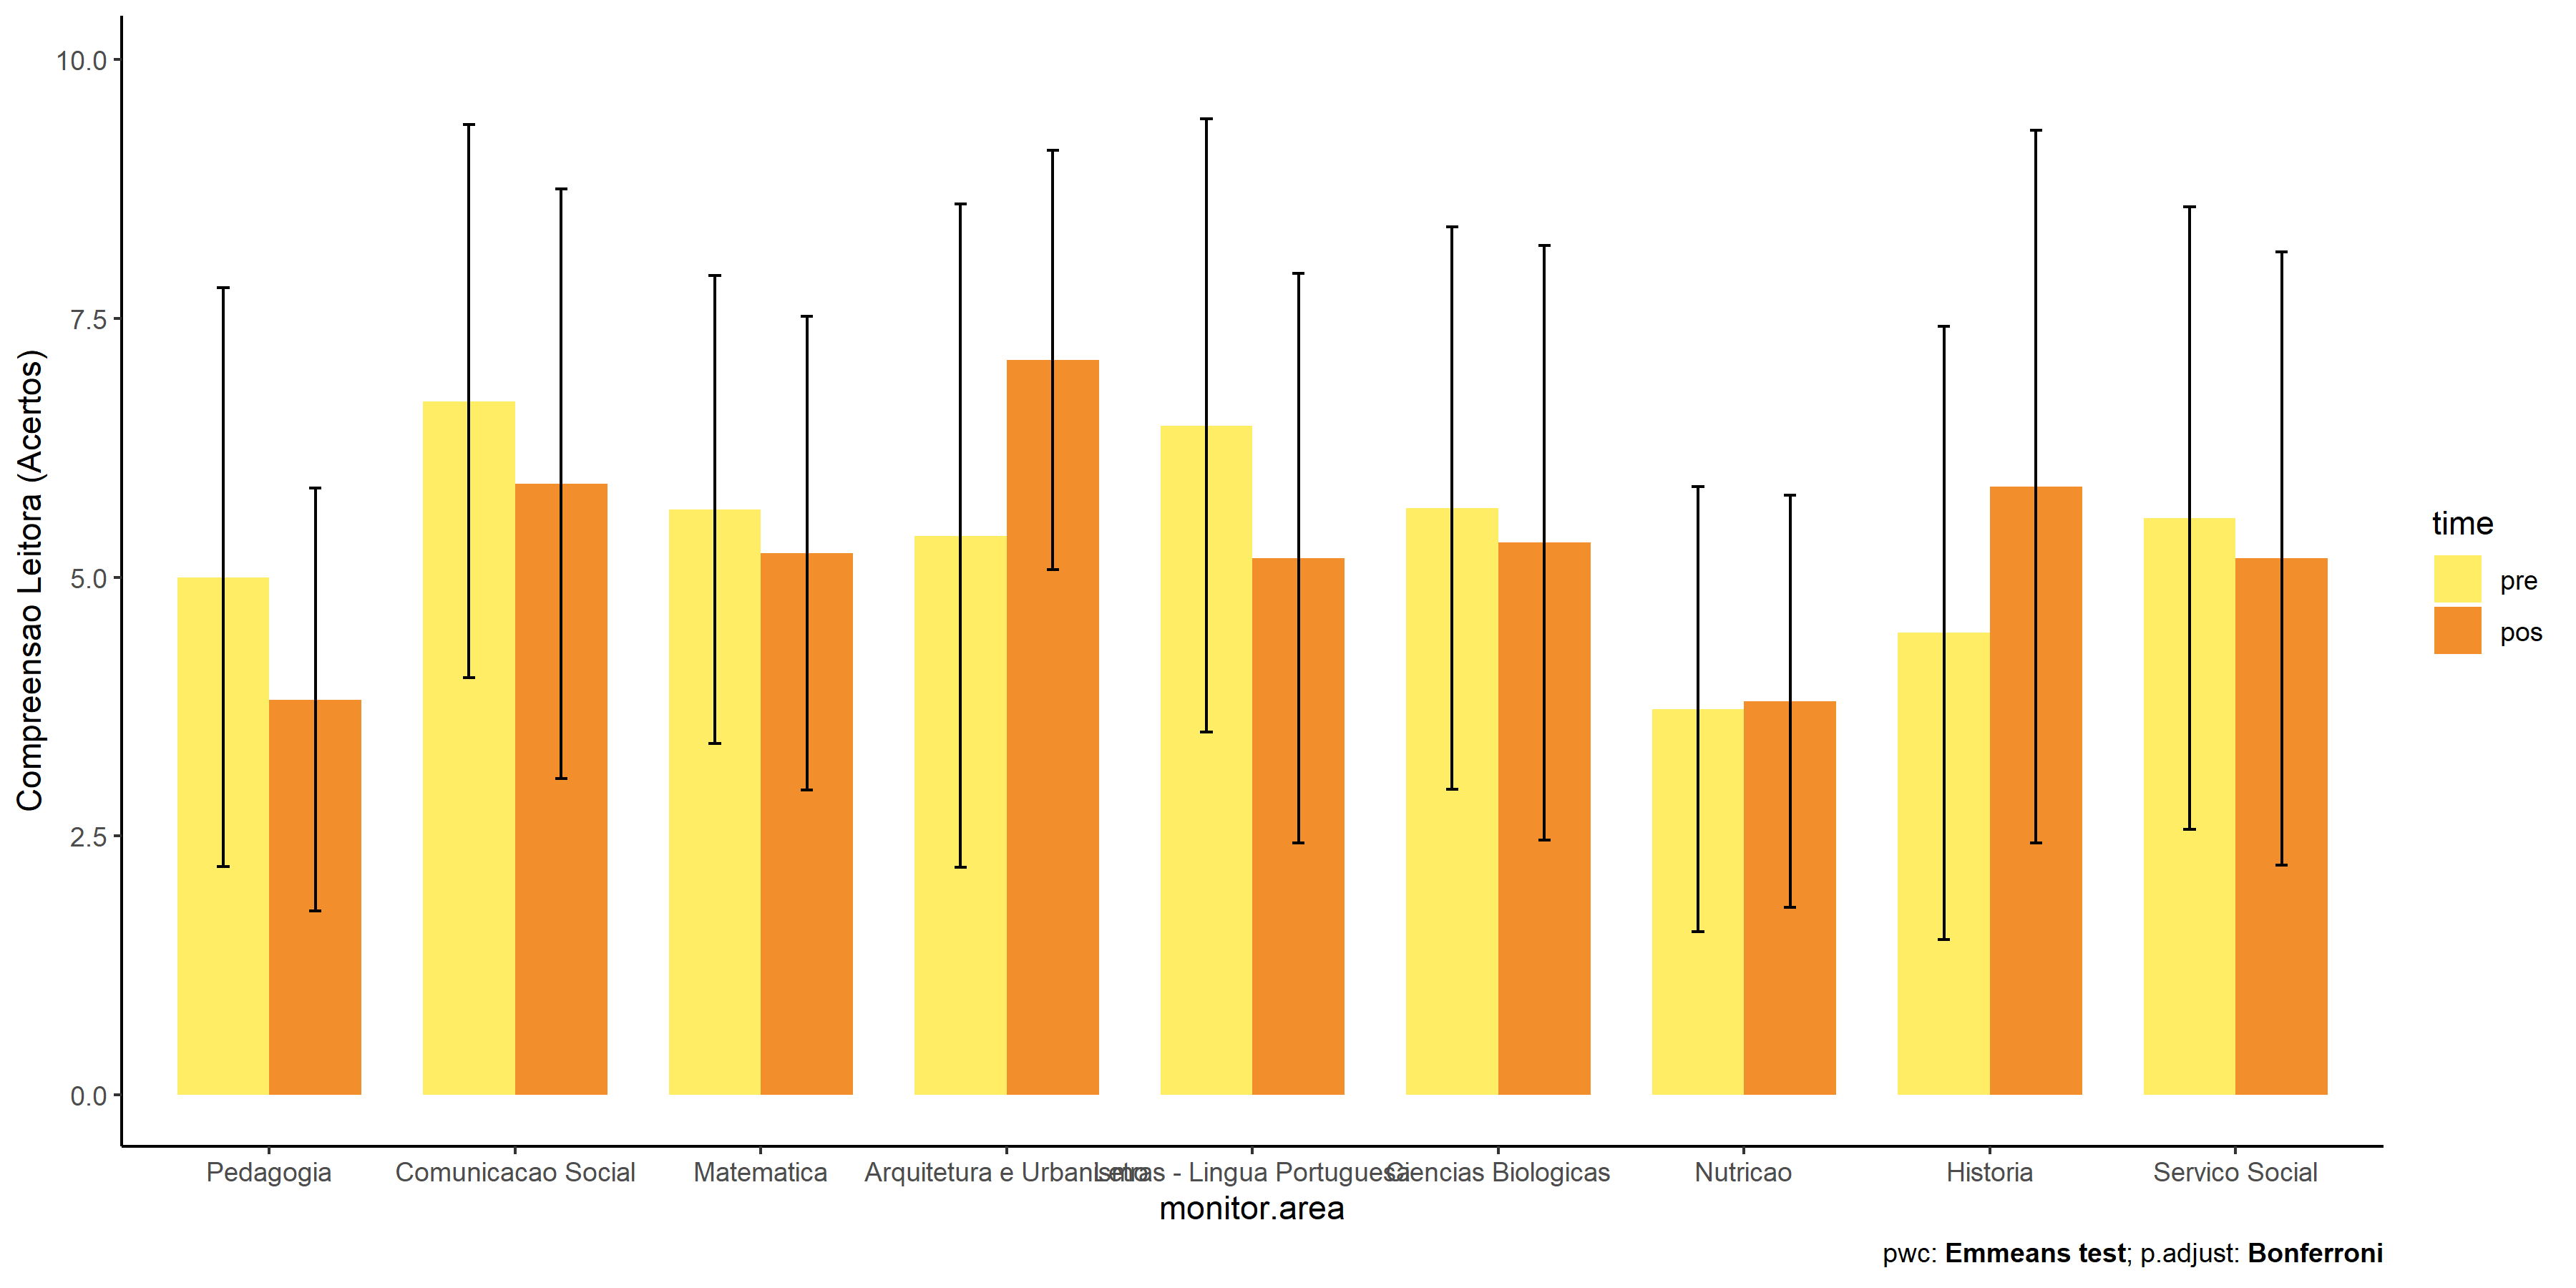 10.0
7.5
5.0
2.5
0.0
Compreensao Leitora (Acertos)
Pedagogia
Comunicacao Social
Matematica
Arquitetura e Urbanismo
Letras - Lingua Portuguesa
Ciencias Biologicas
Nutricao
Historia
Servico Social
monitor.area
time
pre
pos
pwc: Emmeans test; p.adjust: Bonferroni